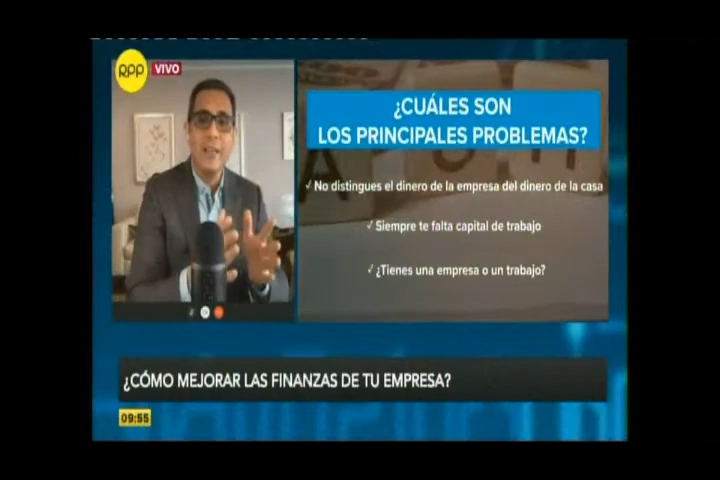 rpp
VIVO
¿CUÁLES SON
LOS PRINCIPALES PROBLEMAS?
✓No distingues el dinero de la empresa del dinero de la casa
✓Siempre te falta capital de trabajo
✓¿Tienes una empresa o un trabajo?
¿CÓMO MEJORAR LAS FINANZAS DE TU EMPRESA?
09:55